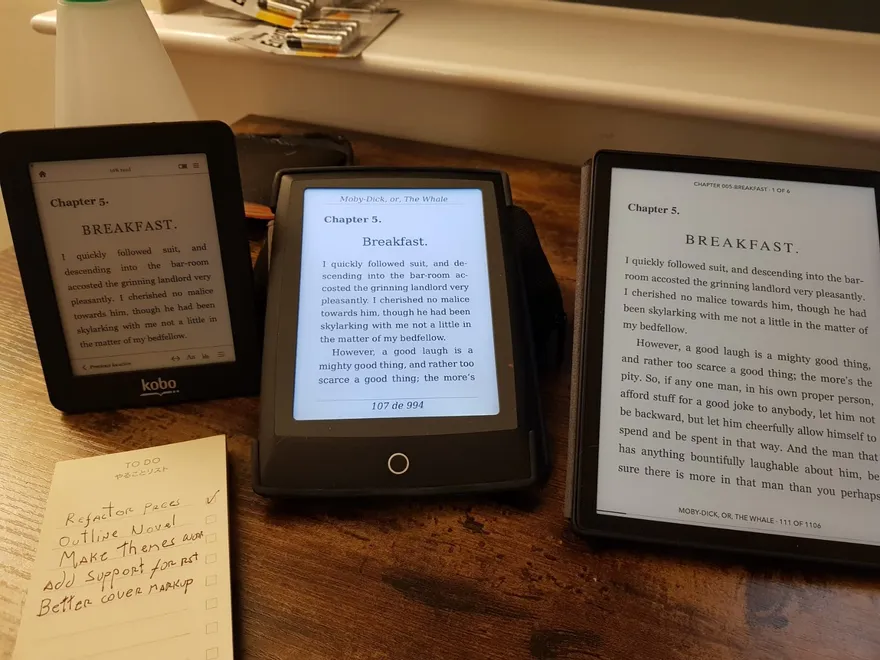 Chapter 5.
BREAKFAST.
I quickly followed suit, and
descending into the bar-room
accosted the grinning landlord very
pleasantly. I cherished no malice
towards him, though he had been
skylarking with me not a little in
the matter of my bedfellow.
kobo
Moby-Dick, or, The Whale
Chapter 5.
Breakfast.
I quickly followed suit, and de-
scending into the bar-room ac-
costed the grinning landlord very
pleasantly. I cherished no malice
towards him, though he had been
skylarking with me not a little in
the matter of my bedfellow.
However, a good laugh is a
mighty good thing, and rather too
scarce a good thing; the more's
107 de 994
CHAPTER 005-BREAKFAST · 1 OF 6
Chapter 5.
BREAKFAST.
I quickly followed suit, and descending into the bar-
room accosted the grinning landlord very pleasantly.
I cherished no malice towards him, though he had
been skylarking with me not a little in the matter of
my bedfellow.
However, a good laugh is a mighty good thing,
and rather too scarce a good thing; the more's the
pity. So, if any one man, in his own proper person,
afford stuff for a good joke to anybody, let him not
be backward, but let him cheerfully allow himself to
spend and be spent in that way. And the man that
has anything bountifully laughable about him, be
sure there is more in that man than you perhaps
MOBY-DICK, OR, THE WHALE · 111 OF 1106
TO DO
やることリスト
Refactor Pages
Outline Novel
Make themes work
Add support for rst
Better cover markup